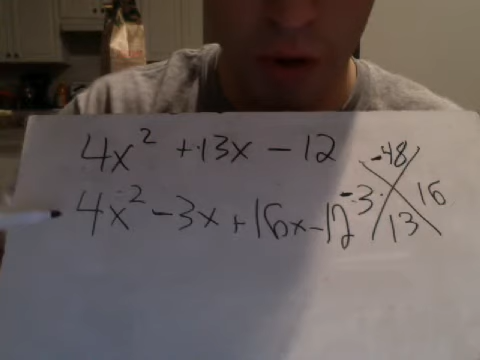 4x² + 13x - 12
-48
4x² - 3x + 16x - 12
-3 16
13